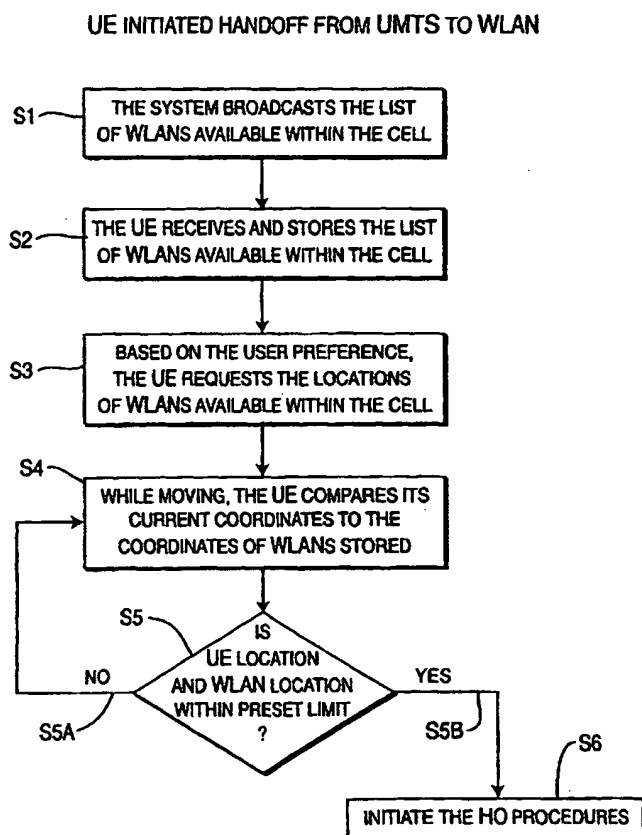 UE INITIATED HANDOFF FROM UMTS TO WLAN
S1
THE SYSTEM BROADCASTS THE LIST
OF WLANS AVAILABLE WITHIN THE CELL
S2
THE UE RECEIVES AND STORES THE LIST
OF WLANS AVAILABLE WITHIN THE CELL
S3
BASED ON THE USER PREFERENCE,
THE UE REQUESTS THE LOCATIONS
OF WLANS AVAILABLE WITHIN THE CELL
S4
WHILE MOVING, THE UE COMPARES ITS
CURRENT COORDINATES TO THE
COORDINATES OF WLANS STORED
S5
IS
UE LOCATION
AND WLAN LOCATION
WITHIN PRESET LIMIT
?
NO
S5A
YES
S5B
S6
INITIATE THE HO PROCEDURES